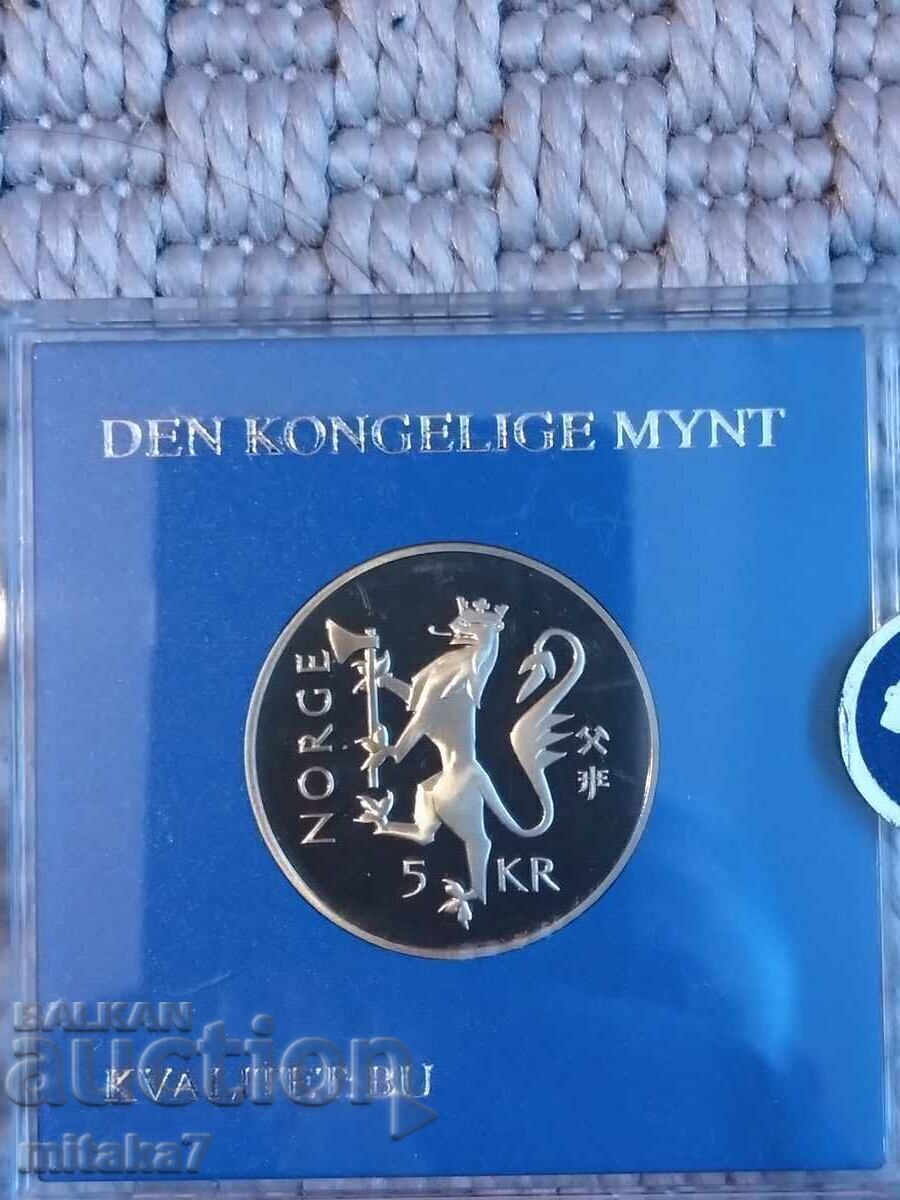 DEN KONGELIGE MYNT
NORGE
5 KR
BALKAN
auction
KVALITET: BU
mitaka7